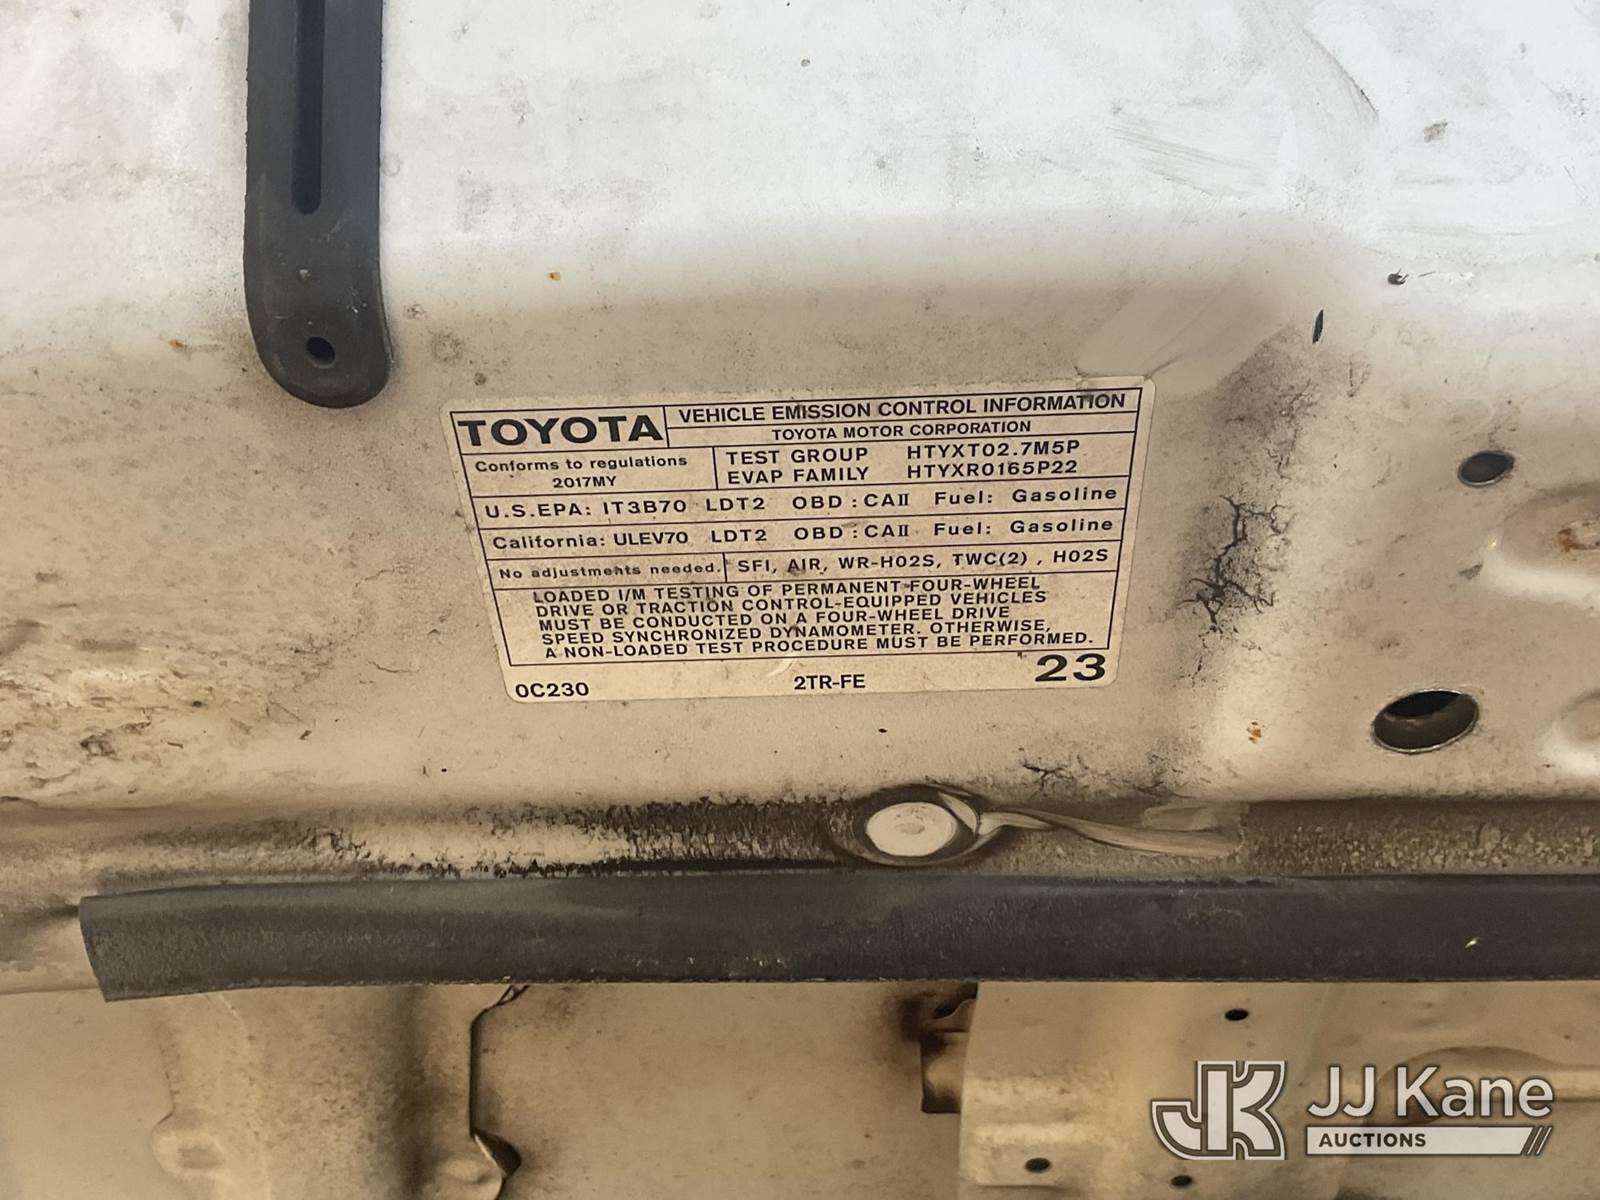 TOYOTA
VEHICLE EMISSION CONTROL INFORMATION
TOYOTA MOTOR CORPORATION
Conforms to regulations
2017MY
TEST GROUP HTYXT02.7M5P
EVAP FAMILY HTYXR0165P22
U.S.EPA: IT3B70 LDT2 OBD : CAII Fuel: Gasoline
California: ULEV70 LDT2 OBD : CAII Fuel: Gasoline
No adjustments needed. SFI, AIR, WR-HO2S, TWC(2) , HO2S
LOADED I/M TESTING OF PERMANENT FOUR-WHEEL
DRIVE OR TRACTION CONTROL-EQUIPPED VEHICLES
MUST BE CONDUCTED ON A FOUR-WHEEL DRIVE
SPEED SYNCHRONIZED DYNAMOMETER. OTHERWISE,
A NON-LOADED TEST PROCEDURE MUST BE PERFORMED.
0C230 2TR-FE 23
JK JJ Kane
AUCTIONS